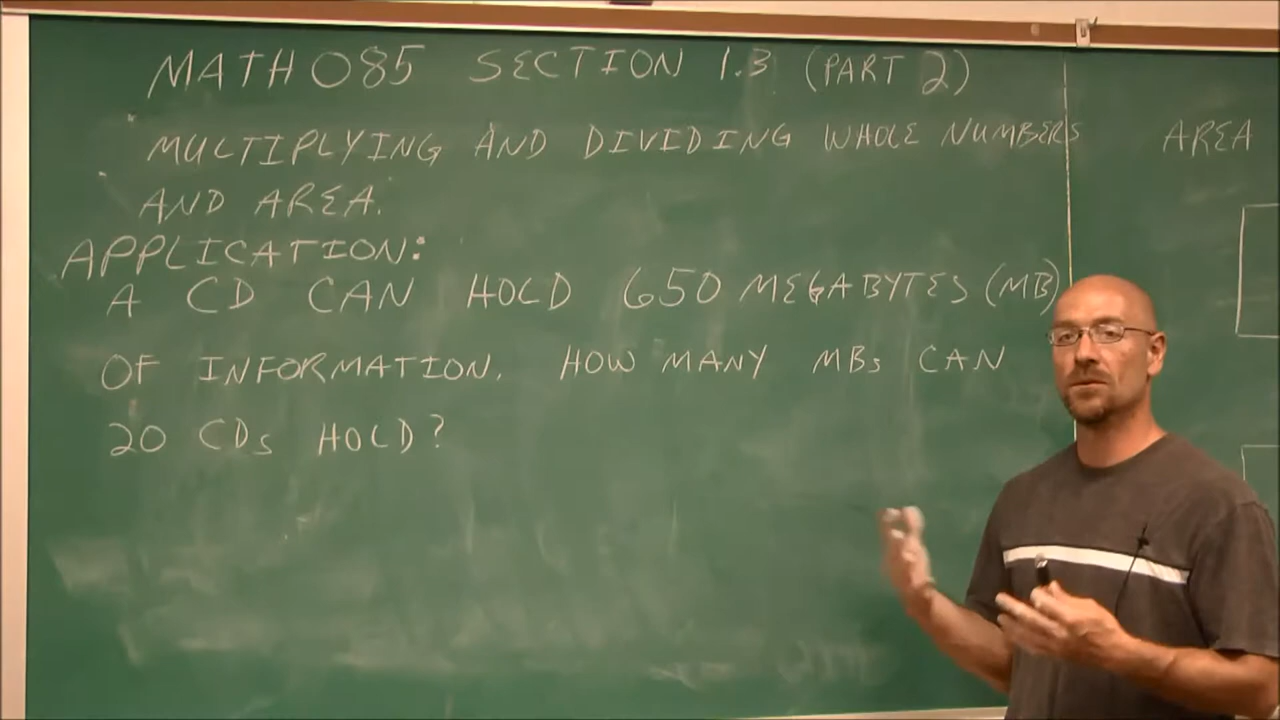 MATH 085 SECTION 1.3 (PART 2)
MULTIPLYING AND DIVIDING WHOLE NUMBERS
AND AREA.
APPLICATION:
A CD CAN HOLD 650 MEGABYTES (MB)
OF INFORMATION. HOW MANY MBs CAN
20 CDs HOLD?
AREA